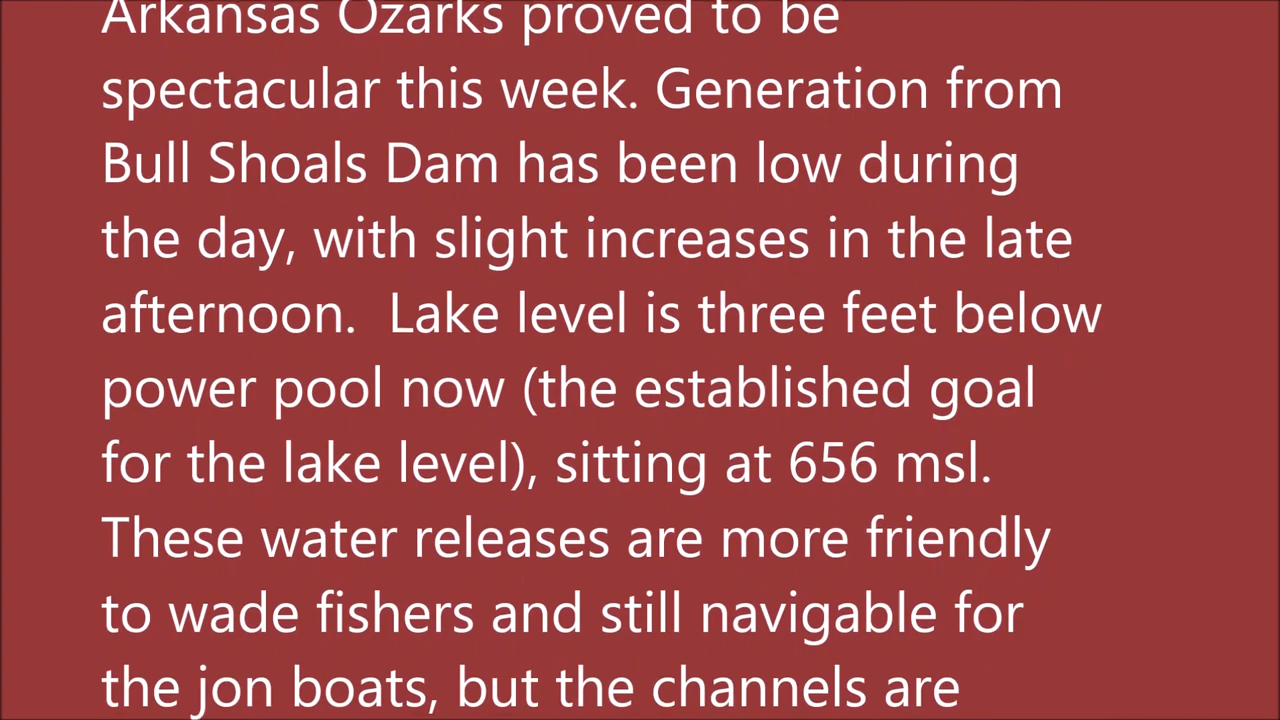 Arkansas Ozarks proved to be
spectacular this week. Generation from
Bull Shoals Dam has been low during
the day, with slight increases in the late
afternoon.  Lake level is three feet below
power pool now (the established goal
for the lake level), sitting at 656 msl.
These water releases are more friendly
to wade fishers and still navigable for
the jon boats, but the channels are